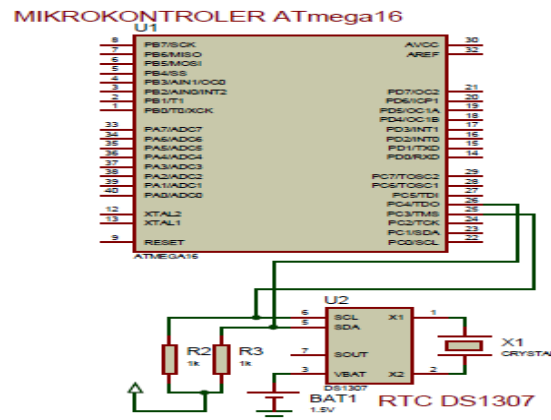 MIKROKONTROLER ATmega16
U1
8 PB7/SCK
7 PB6/MISO
6 PB5/MOSI
5 PB4/SS
4 PB3/AIN1/OC0
3 PB2/AIN0/INT2
2 PB1/T1
1 PB0/T0/XCK
33 PA7/ADC7
34 PA6/ADC6
35 PA5/ADC5
36 PA4/ADC4
37 PA3/ADC3
38 PA2/ADC2
39 PA1/ADC1
40 PA0/ADC0
12 XTAL2
13 XTAL1
9 RESET
AVCC 30
AREF 32
PD7/OC2 21
PD6/ICP1 20
PD5/OC1A 19
PD4/OC1B 18
PD3/INT1 17
PD2/INT0 16
PD1/TXD 15
PD0/RXD 14
PC7/TOSC2 29
PC6/TOSC1 28
PC5/TDI 27
PC4/TDO 26
PC3/TMS 25
PC2/TCK 24
PC1/SDA 23
PC0/SCL 22
ATMEGA16
U2
6 SCL
5 SDA
7 SOUT
3 VBAT
X1 1
X2 2
DS1307
R2
1k
R3
1k
X1
CRYSTA
BAT1
1.5V
RTC DS1307